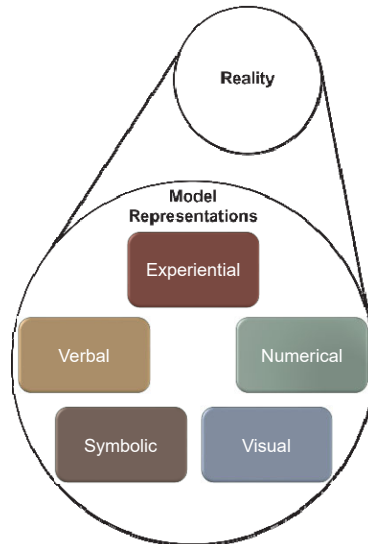 Reality
Model
Representations
Experiential
Verbal
Numerical
Symbolic
Visual